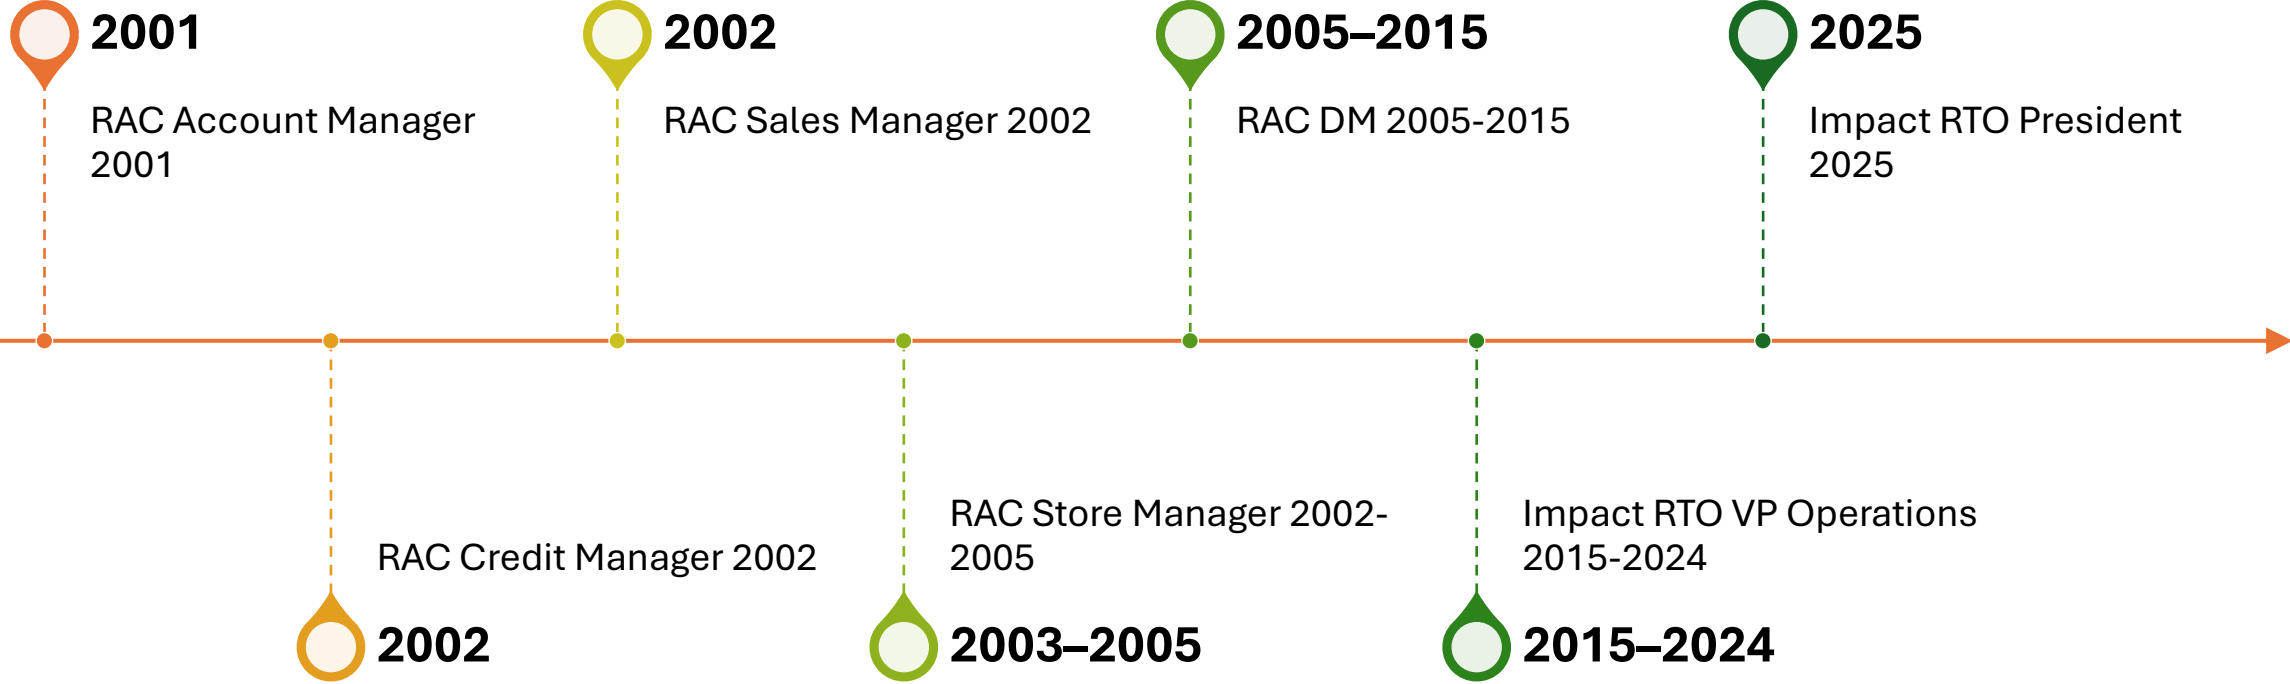 2001
RAC Account Manager
2001
2002
RAC Sales Manager 2002
2005–2015
RAC DM 2005-2015
2025
Impact RTO President
2025
RAC Credit Manager 2002
2002
RAC Store Manager 2002-
2005
2003–2005
Impact RTO VP Operations
2015-2024
2015–2024